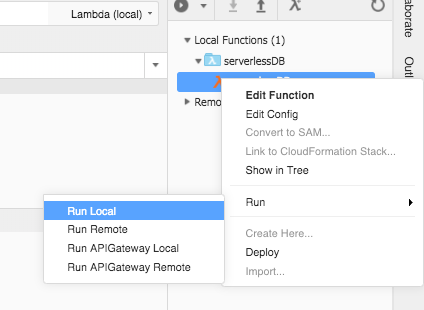 Lambda (local)
Local Functions (1)
serverlessDB
Remo
Edit Function
Edit Config
Convert to SAM...
Link to CloudFormation Stack...
Show in Tree
Run
Create Here...
Deploy
Import...
Run Local
Run Remote
Run APIGateway Local
Run APIGateway Remote
aborate
Outl